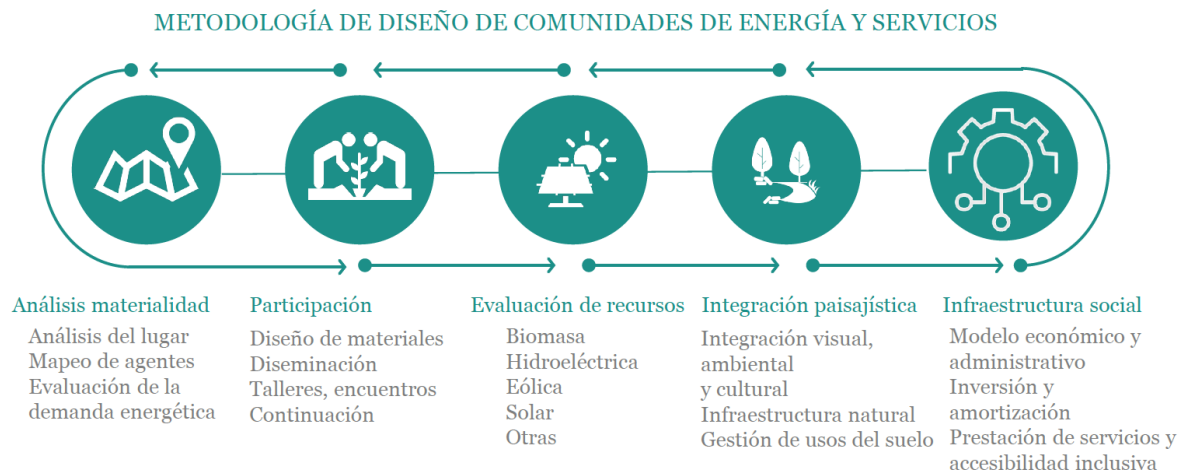 METODOLOGÍA DE DISEÑO DE COMUNIDADES DE ENERGÍA Y SERVICIOS
Análisis materialidad
Análisis del lugar
Mapeo de agentes
Evaluación de la
demanda energética
Participación
Diseño de materiales
Diseminación
Talleres, encuentros
Continuación
Evaluación de recursos
Biomasa
Hidroeléctrica
Eólica
Solar
Otras
Integración paisajística
Integración visual,
ambiental
y cultural
Infraestructura natural
Gestión de usos del suelo
Infraestructura social
Modelo económico y
administrativo
Inversión y
amortización
Prestación de servicios y
accesibilidad inclusiva